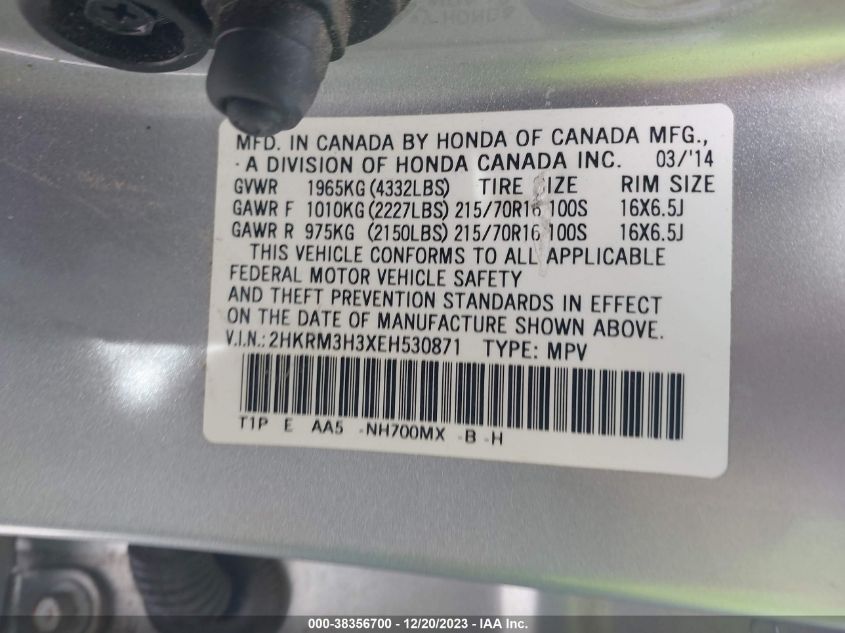 HONDA
MFD. IN CANADA BY HONDA OF CANADA MFG.,
A DIVISION OF HONDA CANADA INC. 03/'14
GVWR 1965KG (4332LBS) TIRE SIZE RIM SIZE
GAWR F 1010KG (2227LBS) 215/70R16 100S 16X6.5J
GAWR R 975KG (2150LBS) 215/70R16 100S 16X6.5J
THIS VEHICLE CONFORMS TO ALL APPLICABLE
FEDERAL MOTOR VEHICLE SAFETY
AND THEFT PREVENTION STANDARDS IN EFFECT
ON THE DATE OF MANUFACTURE SHOWN ABOVE.
V.I.N.: 2HKRM3H3XEH530871 TYPE: MPV
T1P E AA5 -NH700MX -B -H
000-38356700 - 12/20/2023 - IAA Inc.